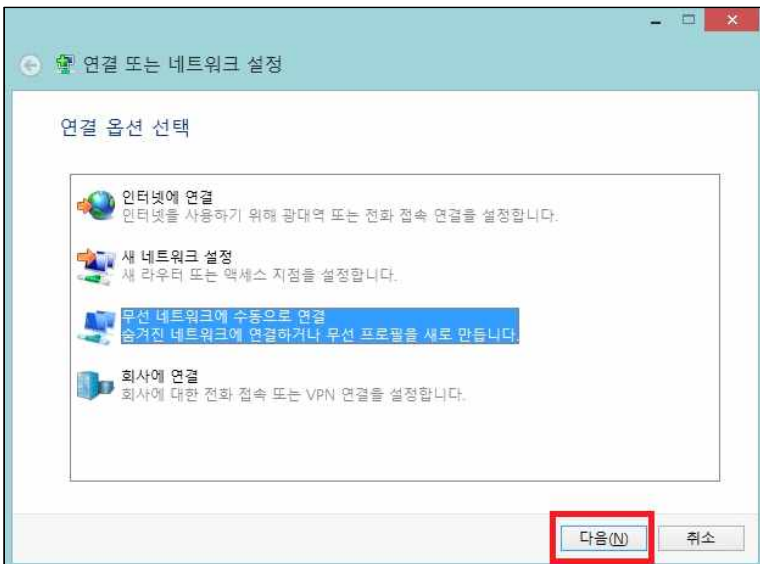 연결 또는 네트워크 설정
연결 옵션 선택
인터넷에 연결
인터넷을 사용하기 위해 광대역 또는 전화 접속 연결을 설정합니다.
새 네트워크 설정
새 라우터 또는 액세스 지점을 설정합니다.
무선 네트워크에 수동으로 연결
숨겨진 네트워크에 연결하거나 무선 프로필을 새로 만듭니다.
회사에 연결
회사에 대한 전화 접속 또는 VPN 연결을 설정합니다.
다음(N) 취소